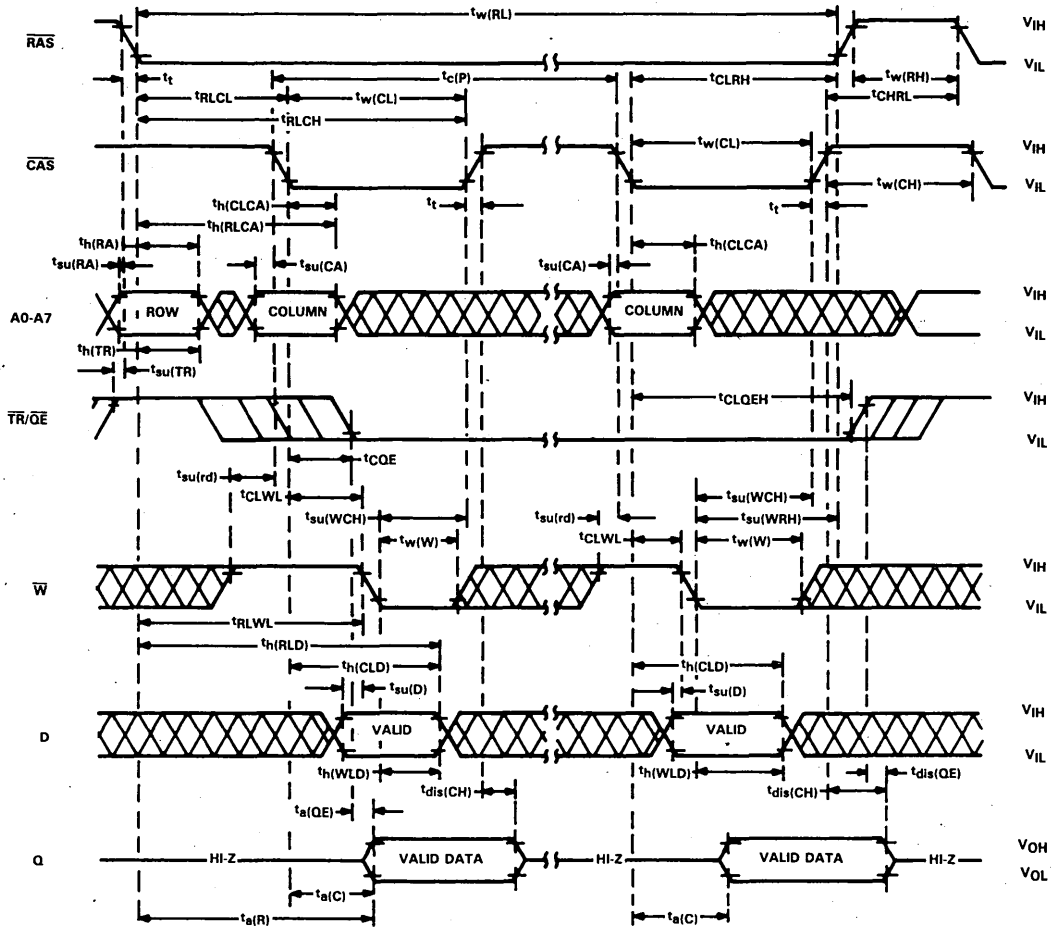 tw(RL)
RAS
VIH
VIL
tt
tc(P)
tCLRH
tw(RH)
tRLCL
tw(CL)
tCHRL
tRLCH
tw(CL)
CAS
VIH
VIL
th(CLCA)
tt
tt
tw(CH)
th(RLCA)
th(RA)
th(CLCA)
tsu(RA)
tsu(CA)
tsu(CA)
A0-A7
ROW
COLUMN
COLUMN
VIH
VIL
th(TR)
tsu(TR)
TR/QE
tCLQEH
VIH
VIL
tCQE
tsu(rd)
tCLWL
tsu(WCH)
tsu(WCH)
tsu(rd)
tsu(WRH)
tw(W)
tCLWL
tw(W)
W
VIH
VIL
tRLWL
th(RLD)
th(CLD)
th(CLD)
tsu(D)
tsu(D)
D
VALID
VALID
VIH
VIL
th(WLD)
th(WLD)
tdis(QE)
tdis(CH)
tdis(CH)
ta(QE)
Q
HI-Z
VALID DATA
HI-Z
VALID DATA
HI-Z
VOH
VOL
ta(C)
ta(R)
ta(C)